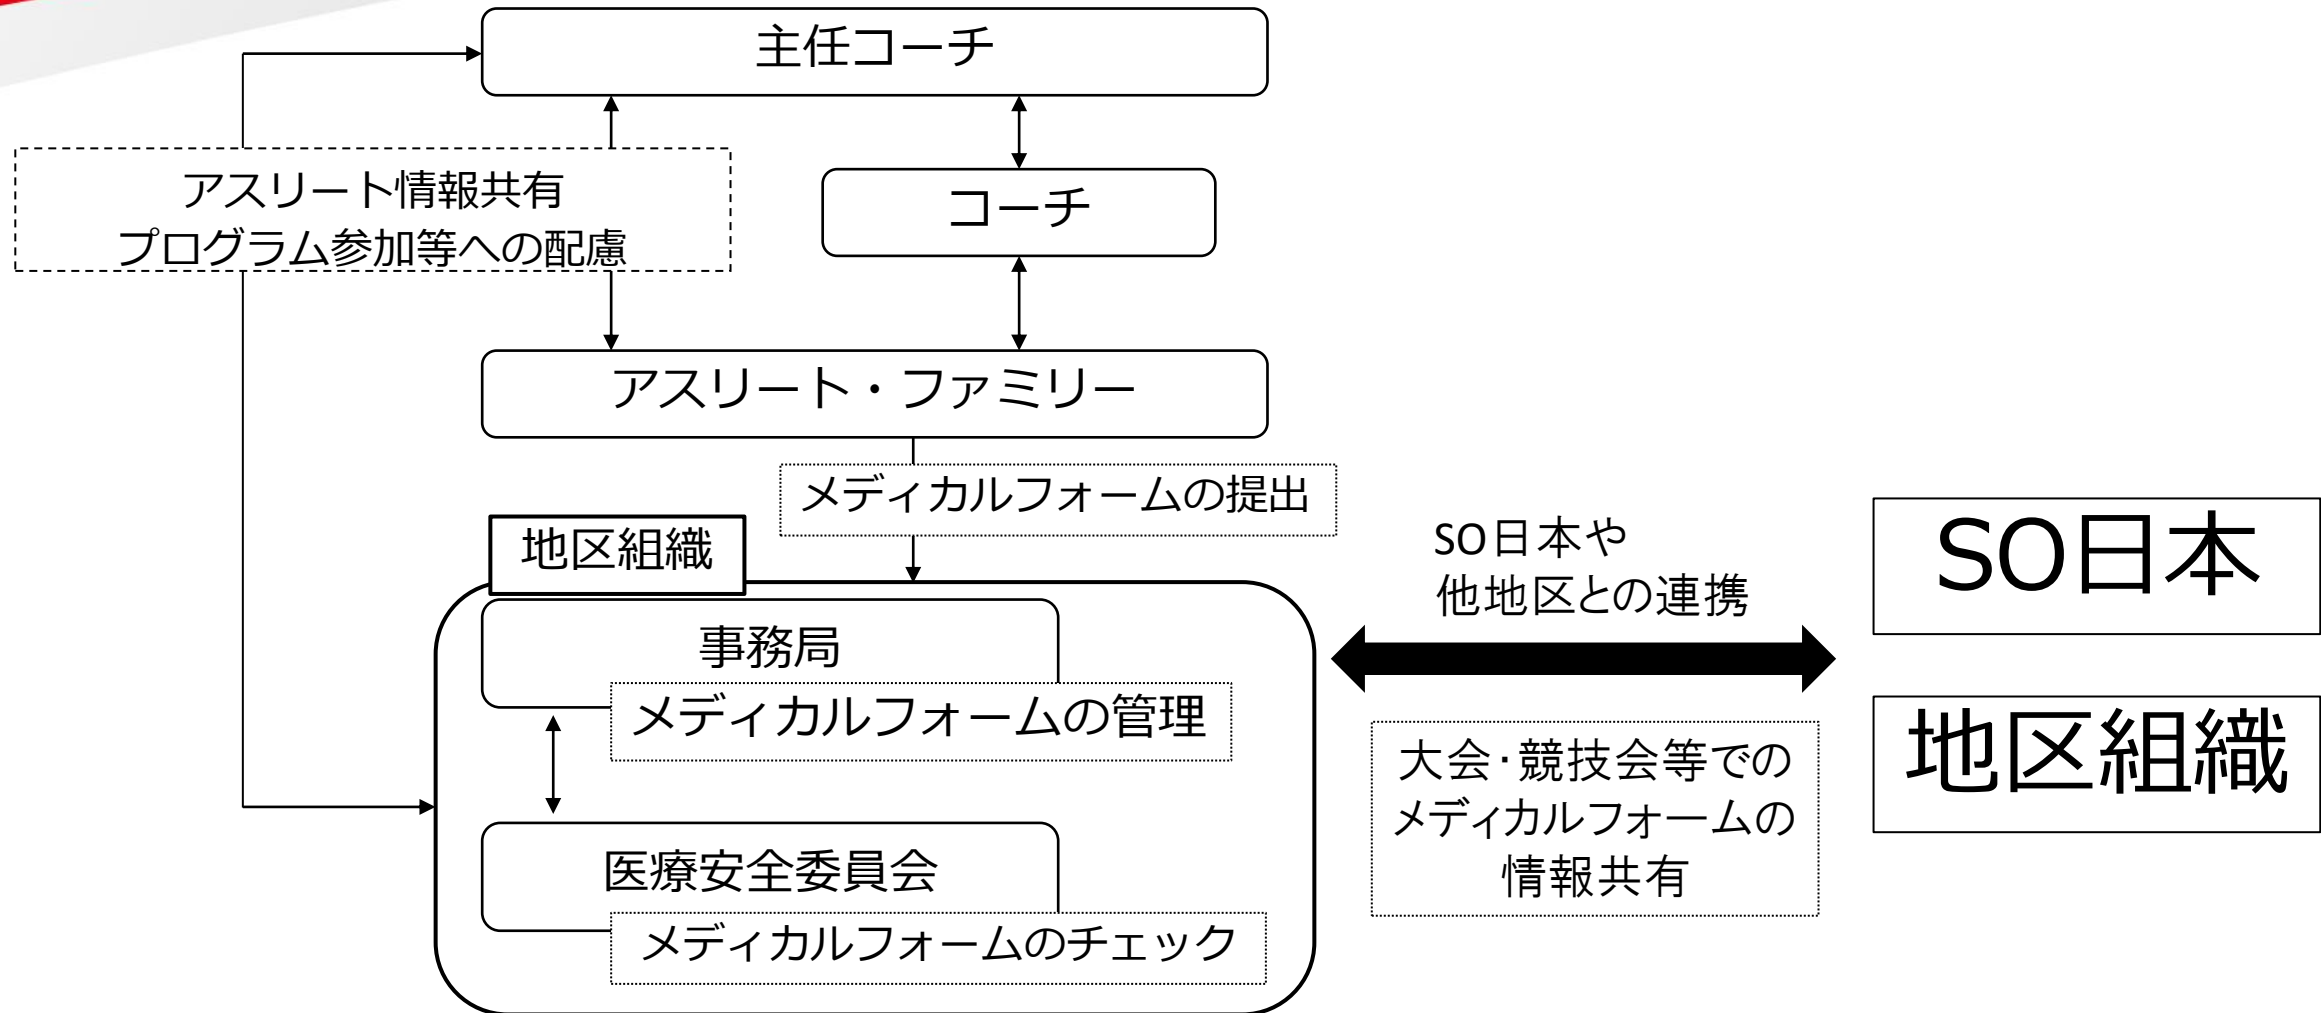 主任コーチ
アスリート情報共有
プログラム参加等への配慮
コーチ
アスリート・ファミリー
メディカルフォームの提出
地区組織
事務局
メディカルフォームの管理
医療安全委員会
メディカルフォームのチェック
SO日本や
他地区との連携
大会・競技会等での
メディカルフォームの
情報共有
SO日本
地区組織